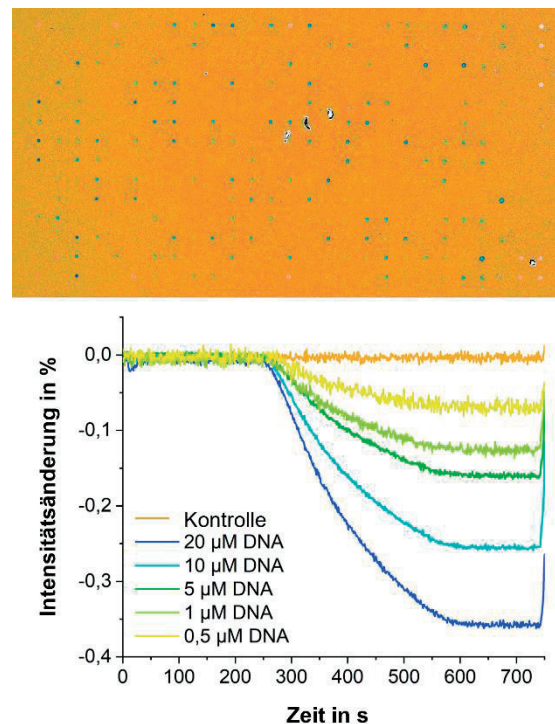 0,0
-0,1
-0,2
-0,3
-0,4
Intensitätsänderung in %
Kontrolle
20 µM DNA
10 µM DNA
5 µM DNA
1 µM DNA
0,5 µM DNA
0 100 200 300 400 500 600 700
Zeit in s